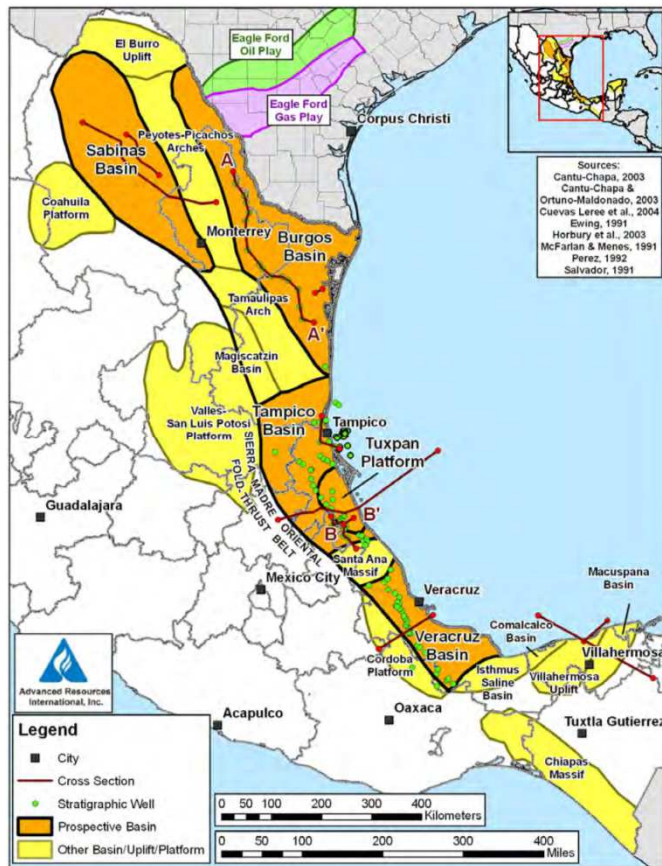 El Burro
Uplift
Eagle Ford
Oil Play
Eagle Ford
Gas Play
Corpus Christi
Peyotes-Picachos
Arches
A
Sabinas
Basin
Coahuila
Platform
Monterrey
Burgos
Basin
Tamaulipas
Arch
A'
Magiscatzin
Basin
Valles-
San Luis Potosi
Platform
Tampico
Basin
Tampico
Tuxpan
Platform
SIERRA MADRE ORIENTAL
FOLD-THRUST BELT
Guadalajara
B
B'
Santa Ana
Massif
Mexico City
Veracruz
Veracruz
Basin
Cordoba
Platform
Macuspana
Basin
Comalcalco
Basin
Villahermosa
Isthmus
Saline
Basin
Villahermosa
Uplift
Oaxaca
Acapulco
Tuxtla Gutierrez
Chiapas
Massif
Sources:
Cantu-Chapa, 2003
Cantu-Chapa &
Ortuno-Maldonado, 2003
Cuevas Leree et al., 2004
Ewing, 1991
Horbury et al., 2003
McFarlan & Menes, 1991
Perez, 1992
Salvador, 1991
Advanced Resources
International, Inc.
Legend
City
Cross Section
Stratigraphic Well
Prospective Basin
Other Basin/Uplift/Platform
0 50 100 200 300 400
Kilometers
0 50 100 200 300 400
Miles